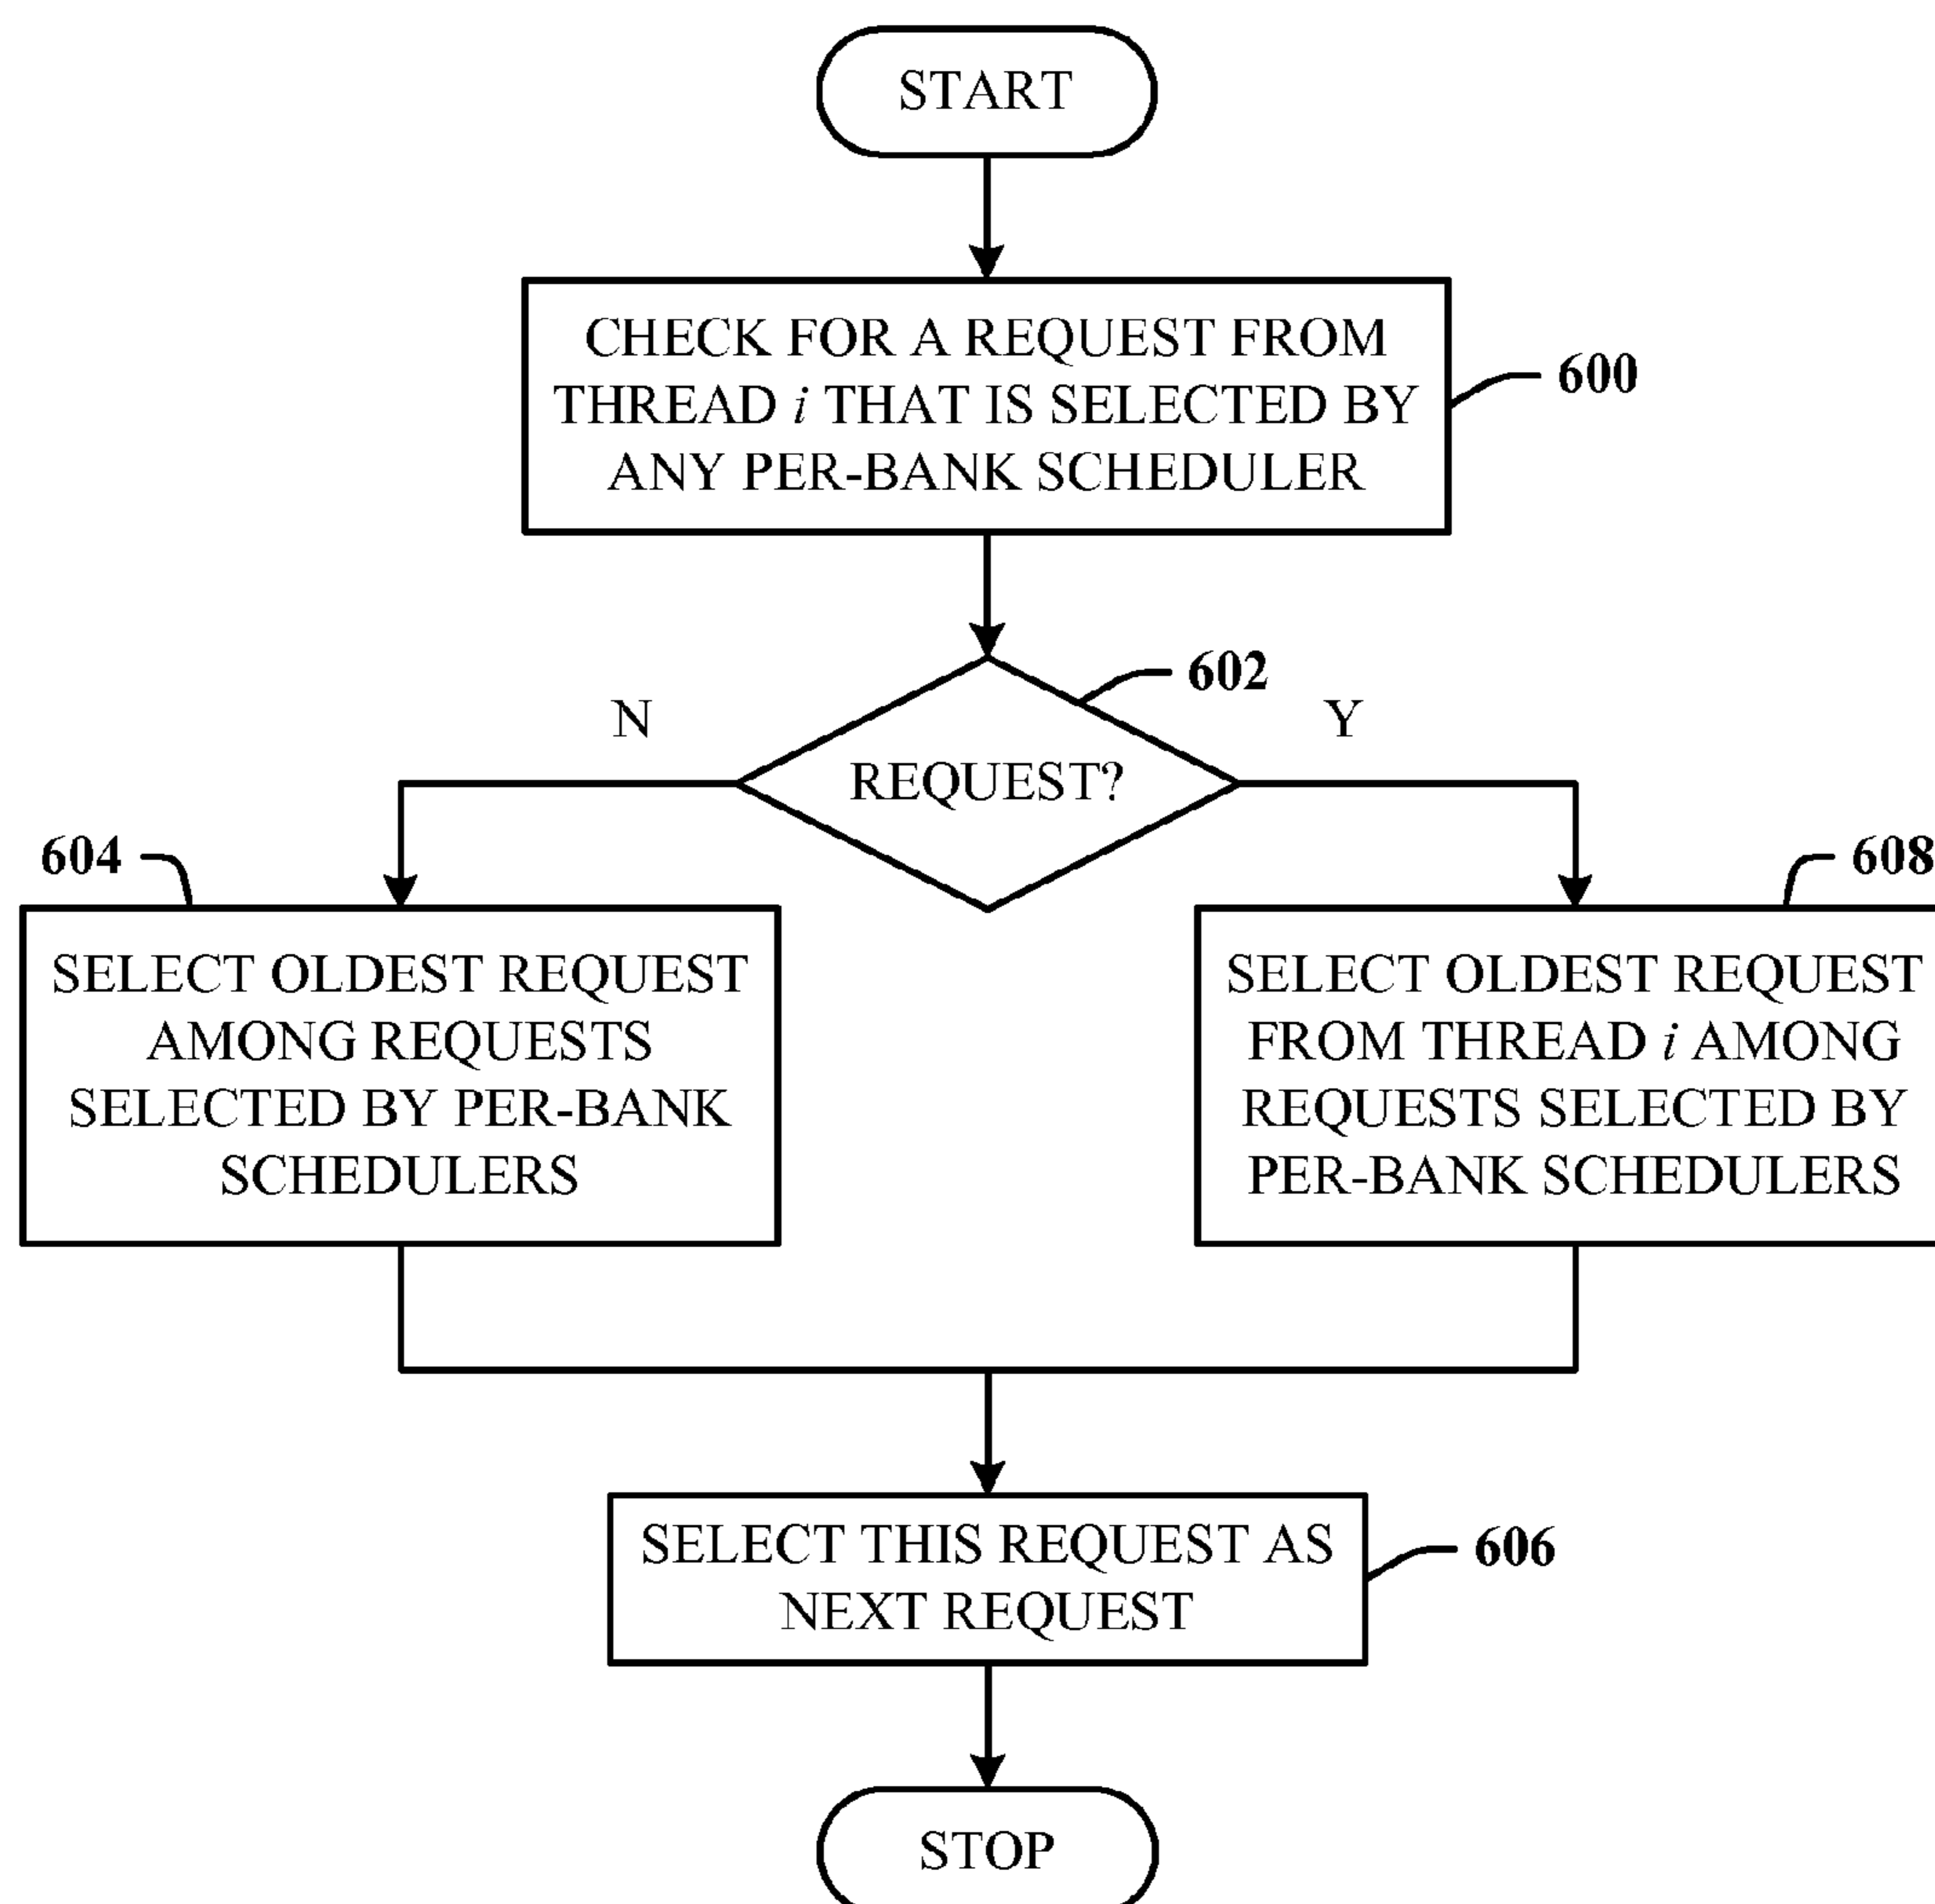 START
CHECK FOR A REQUEST FROM
THREAD i THAT IS SELECTED BY
ANY PER-BANK SCHEDULER
600
602
N
Y
REQUEST?
604
608
SELECT OLDEST REQUEST
AMONG REQUESTS
SELECTED BY PER-BANK
SCHEDULERS
SELECT OLDEST REQUEST
FROM THREAD i AMONG
REQUESTS SELECTED BY
PER-BANK SCHEDULERS
SELECT THIS REQUEST AS
NEXT REQUEST
606
STOP